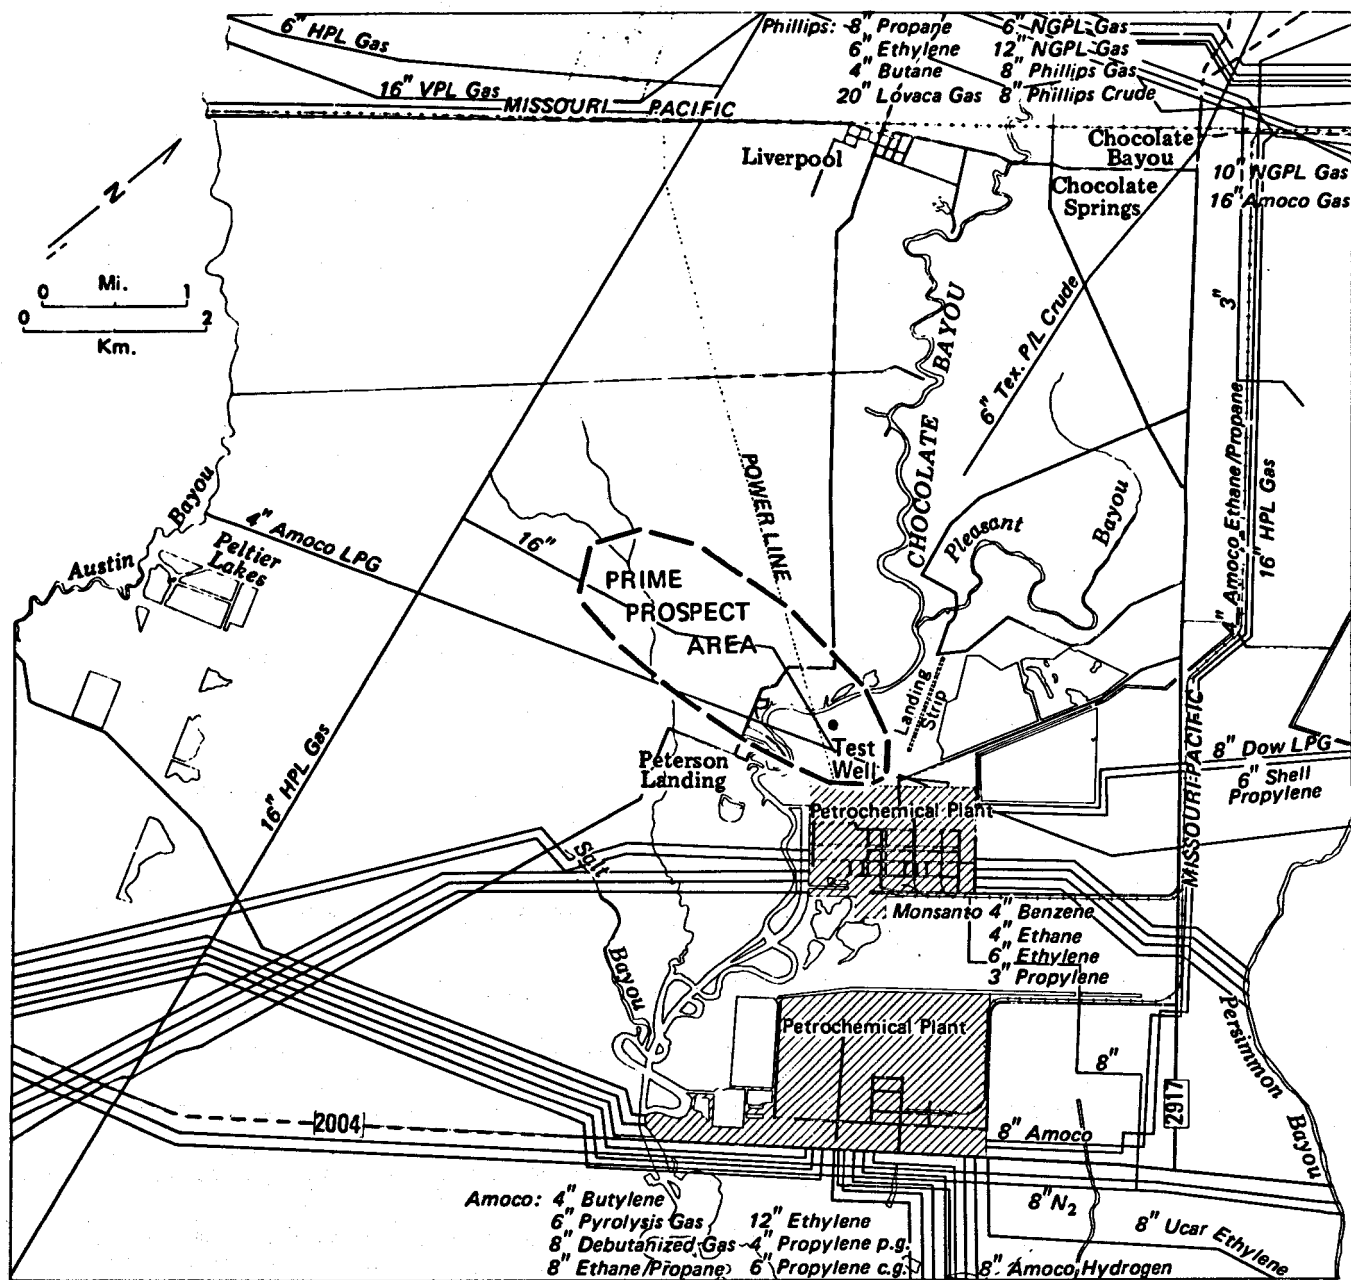 6" HPL Gas
16" VPL Gas
MISSOURI PACIFIC
Phillips: 8" Propane
6" Ethylene
4" Butane
20" Lovaca Gas
6" NGPL Gas
12" NGPL Gas
8" Phillips Gas
8" Phillips Crude
Liverpool
Chocolate
Bayou
Chocolate
Springs
10" NGPL Gas
16" Amoco Gas
N
0 Mi. 1
0 2
Km.
CHOCOLATE BAYOU
6" Tex. P/L Crude
3"
4" Amoco Ethane/Propane
16" HPL Gas
POWER LINE
Austin Bayou
Peltier
Lakes
4" Amoco LPG
16"
PRIME
PROSPECT
AREA
Pleasant Bayou
Landing
Strip
Test
Well
Peterson
Landing
16" HPL Gas
MISSOURI-PACIFIC
8" Dow LPG
6" Shell
Propylene
Petrochemical Plant
Salt Bayou
Monsanto 4" Benzene
4" Ethane
6" Ethylene
3" Propylene
Petrochemical Plant
Persimmon Bayou
8"
2917
2004
8" Amoco
Amoco: 4" Butylene
6" Pyrolysis Gas
8" Debutanized Gas
8" Ethane/Propane
12" Ethylene
4" Propylene p.g.
6" Propylene c.g.
8" N2
8" Ucar Ethylene
8" Amoco Hydrogen